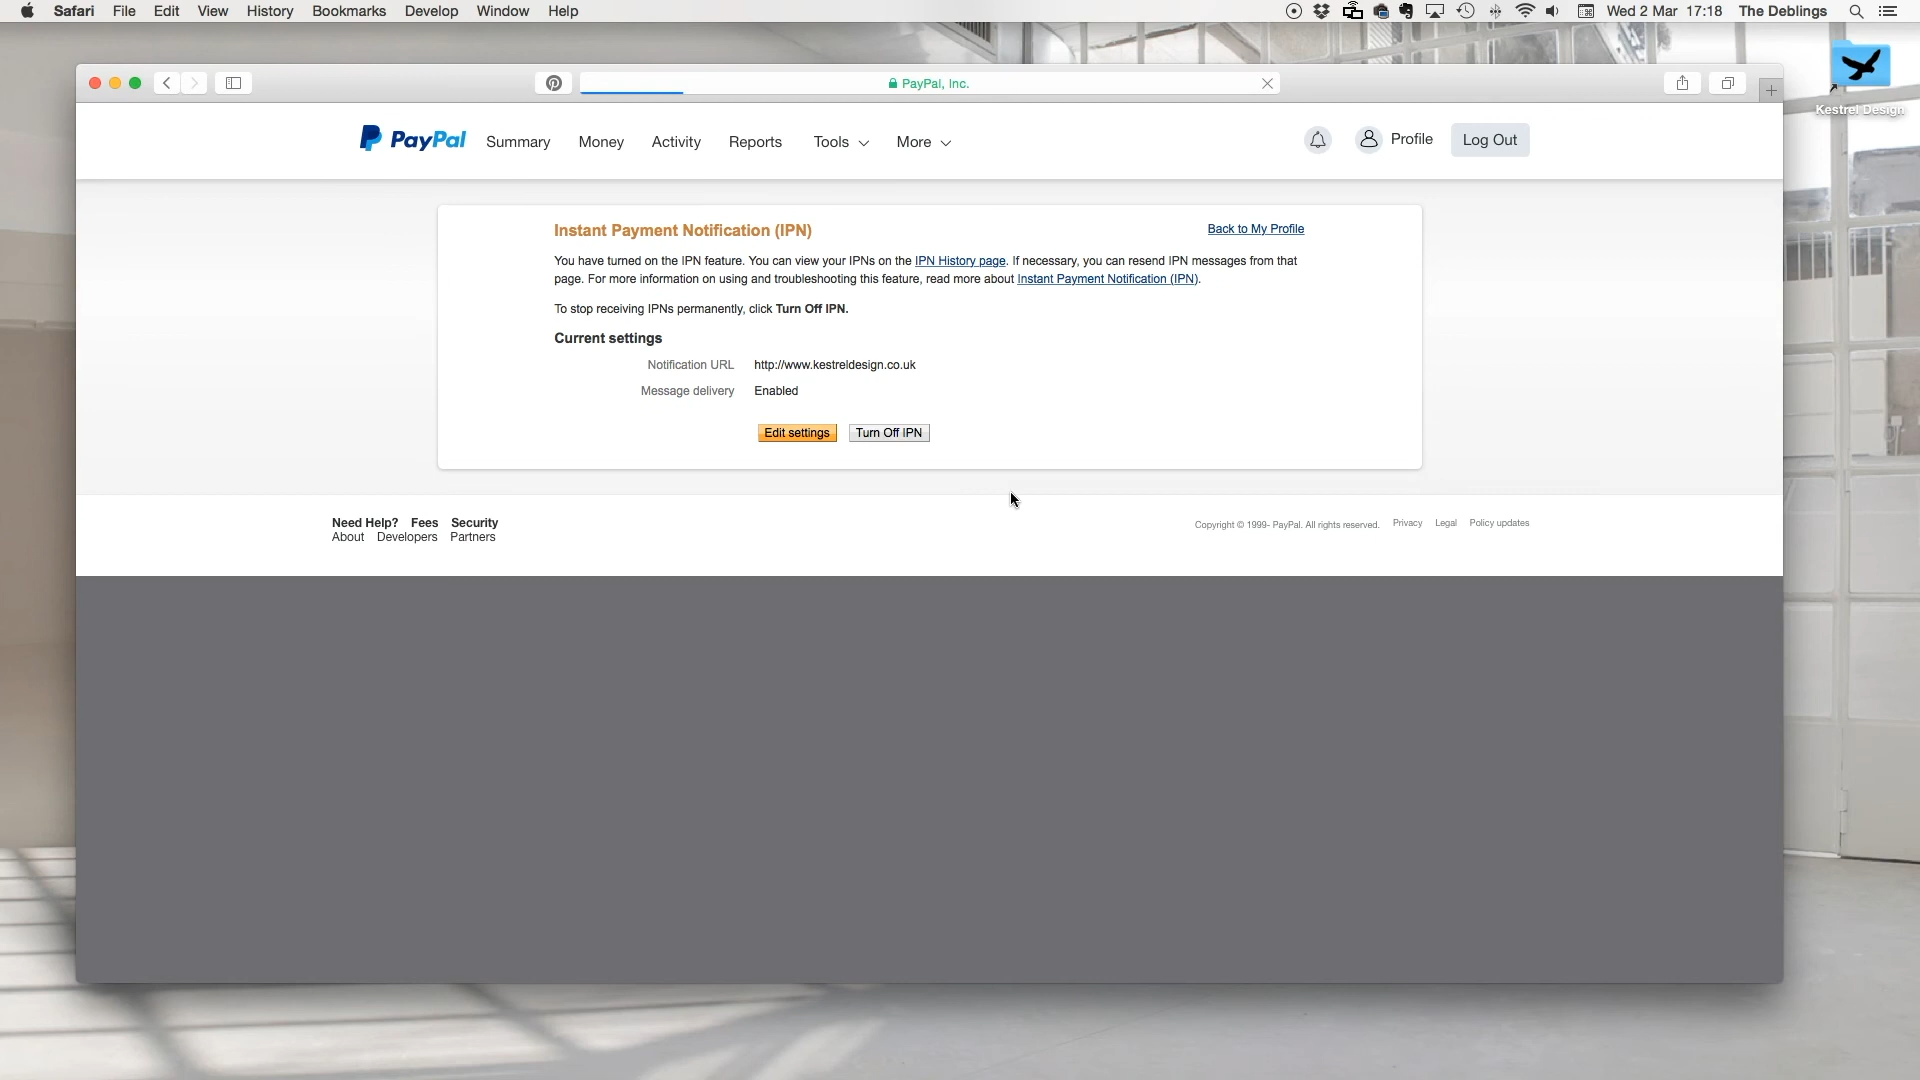 Safari File Edit View History Bookmarks Develop Window Help Wed 2 Mar 17:18 The Deblings
PayPal, Inc.
Kestrel Design
PayPal Summary Money Activity Reports Tools More Profile Log Out
Instant Payment Notification (IPN) Back to My Profile
You have turned on the IPN feature. You can view your IPNs on the IPN History page. If necessary, you can resend IPN messages from that
page. For more information on using and troubleshooting this feature, read more about Instant Payment Notification (IPN).
To stop receiving IPNs permanently, click Turn Off IPN.
Current settings
Notification URL http://www.kestreldesign.co.uk
Message delivery Enabled
Edit settings Turn Off IPN
Need Help? Fees Security
About Developers Partners
Copyright © 1999- PayPal. All rights reserved. Privacy Legal Policy updates